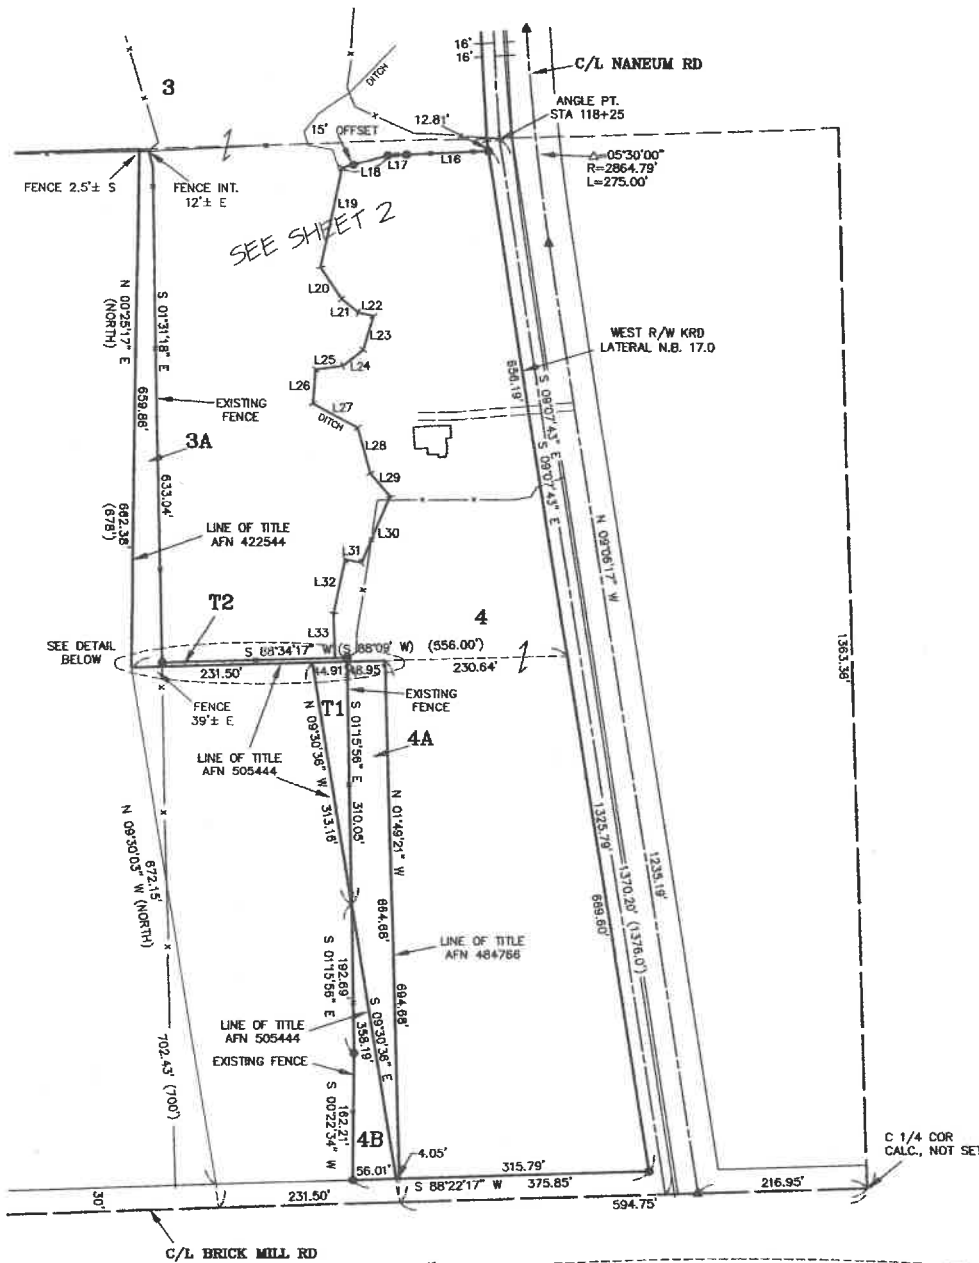 3
DITCH
16'
16'
C/L NANEUM RD
ANGLE PT.
STA 118+25
12.81'
15' OFFSET
L18
L17
L16
Δ=05°30'00"
R=2864.79'
L=275.00'
FENCE 2.5'± S
FENCE INT.
12'± E
L19
SEE SHEET 2
L20
L21
L22
L23
L24
L25
L26
L27
DITCH
L28
L29
L30
L31
L32
L33
N 00°25'17" E
(NORTH)
659.86'
662.38'
(678')
S 01°31'18" E
633.04'
EXISTING
FENCE
3A
LINE OF TITLE
AFN 422544
WEST R/W KRD
LATERAL N.B. 17.0
656.19'
S 09°07'43" E
S 09°07'43" E
N 09°06'17" W
1363.36'
T2
4
SEE DETAIL
BELOW
S 88°34'17" W (S 88°09' W) (556.00')
231.50'
44.91'
48.95'
230.64'
FENCE
39'± E
T1
EXISTING
FENCE
4A
LINE OF TITLE
AFN 505444
N 09°30'36" W
313.16'
S 01°15'56" E
310.05'
N 01°49'21" W
664.68'
694.68'
N 09°30'03" W (NORTH)
672.15'
702.43' (700')
LINE OF TITLE
AFN 484766
1325.79'
1370.20' (1376.0')
1235.19'
669.60'
192.69'
S 01°15'56" E
S 09°30'36" E
358.19'
LINE OF TITLE
AFN 505444
EXISTING FENCE
162.21'
S 00°22'34" W
4B
4.05'
56.01'
315.79'
S 88°22'17" W
375.85'
C 1/4 COR
CALC., NOT SET
30'
231.50'
594.75'
216.95'
C/L BRICK MILL RD